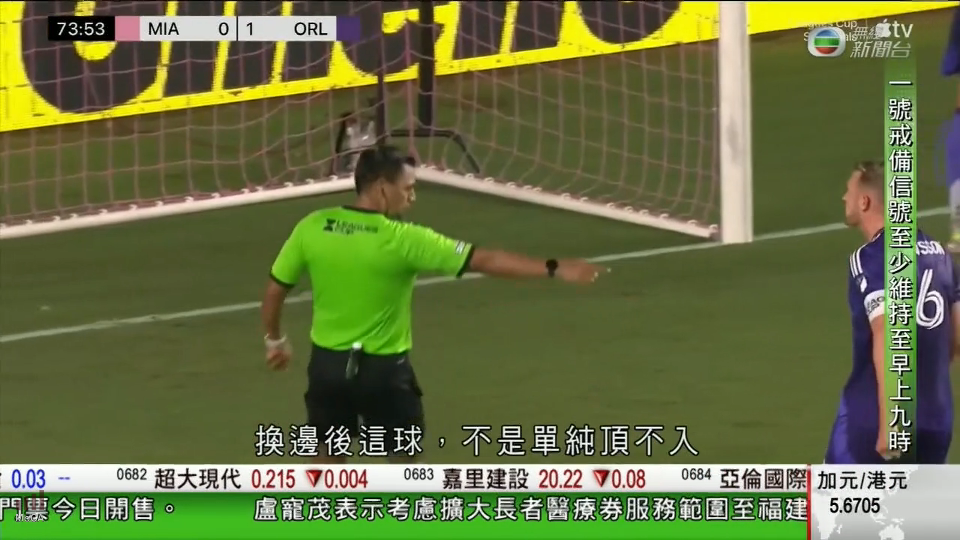 73:53 MIA 0 1 ORL
tv
無綫
新聞台
一號戒備信號至少維持至早上九時
LEAGUES
CUP
6
換邊後這球，不是單純頂不入
0.03 -- 0682 超大現代 0.215 ▼0.004 0683 嘉里建設 20.22 ▼0.08 0684 亞倫國際
加元/港元
5.6705
門票今日開售。 盧寵茂表示考慮擴大長者醫療券服務範圍至福建